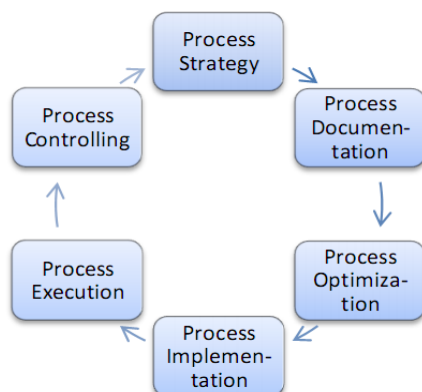 Process
Strategy
Process
Documen-
tation
Process
Optimiza-
tion
Process
Implemen-
tation
Process
Execution
Process
Controlling